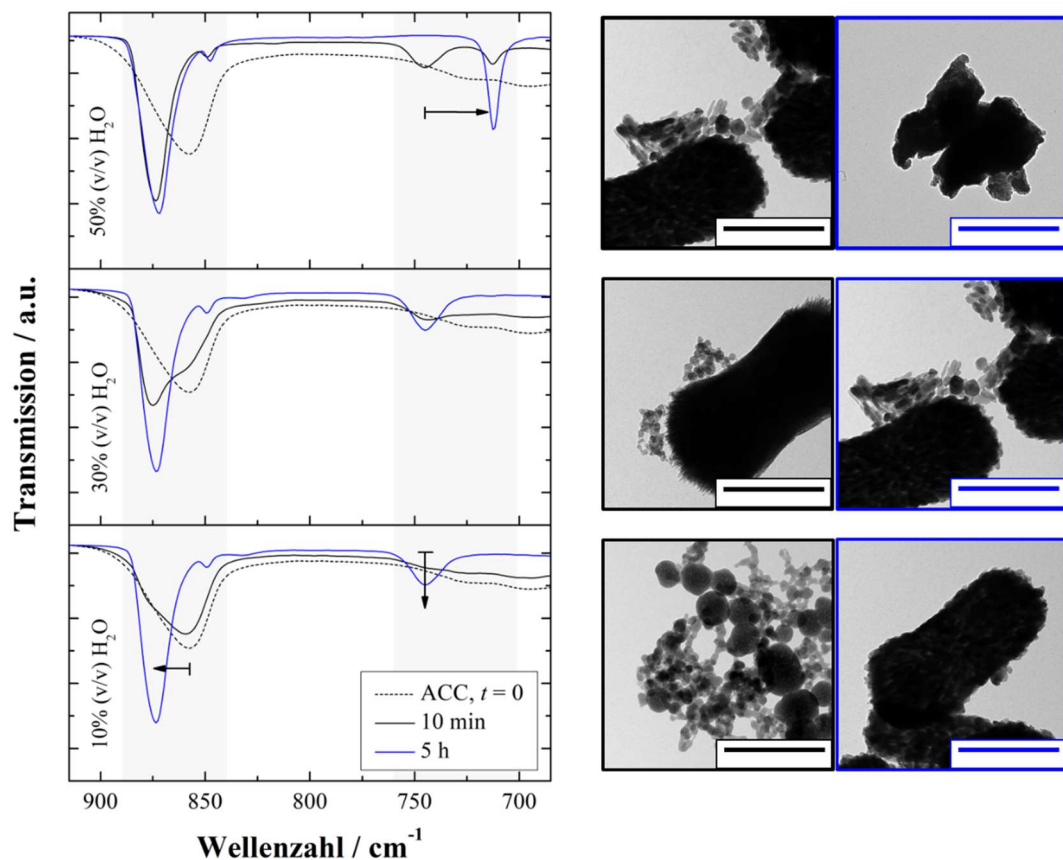 Transmission / a.u.
50% (v/v) H₂O
30% (v/v) H₂O
10% (v/v) H₂O
ACC, t = 0
10 min
5 h
900 850 800 750 700
Wellenzahl / cm⁻¹